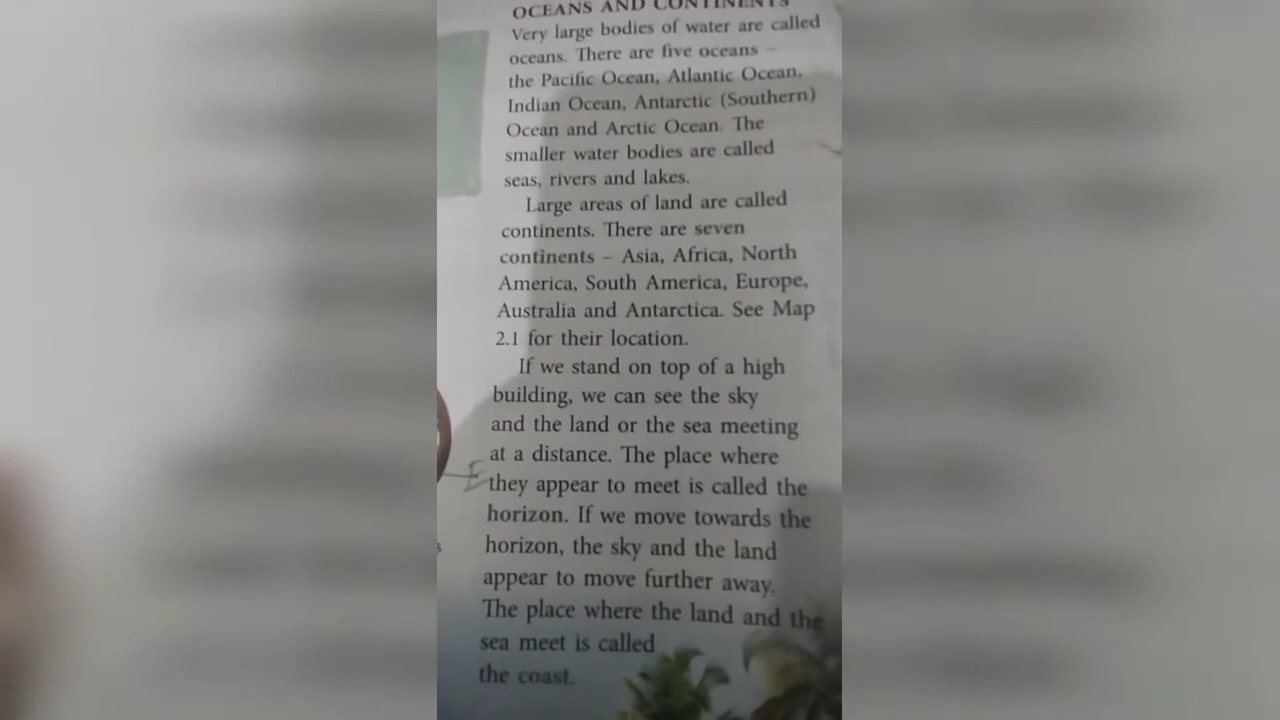 OCEANS AND CONTINENTS
Very large bodies of water are called
oceans. There are five oceans –
the Pacific Ocean, Atlantic Ocean,
Indian Ocean, Antarctic (Southern)
Ocean and Arctic Ocean. The
smaller water bodies are called
seas, rivers and lakes.
Large areas of land are called
continents. There are seven
continents – Asia, Africa, North
America, South America, Europe,
Australia and Antarctica. See Map
2.1 for their location.
If we stand on top of a high
building, we can see the sky
and the land or the sea meeting
at a distance. The place where
they appear to meet is called the
horizon. If we move towards the
horizon, the sky and the land
appear to move further away.
The place where the land and the
sea meet is called
the coast.